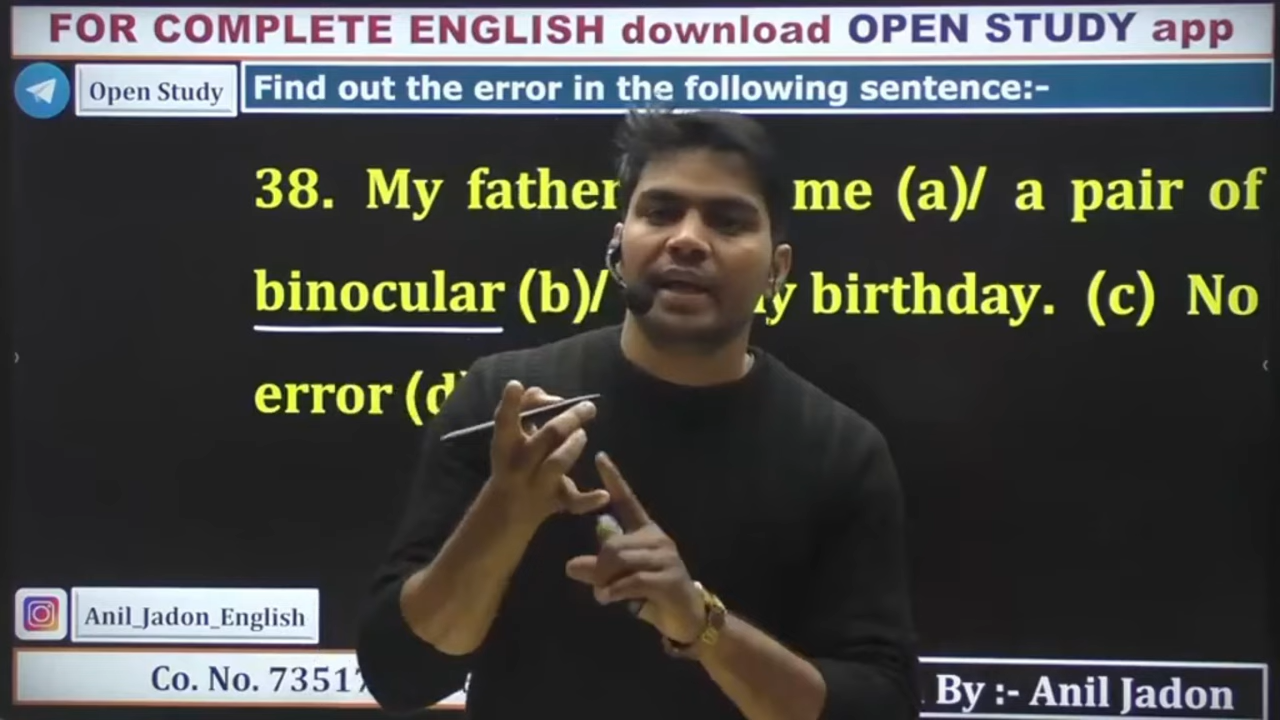 FOR COMPLETE ENGLISH download OPEN STUDY app
Open Study
Find out the error in the following sentence:-
38. My father me (a)/ a pair of
binocular (b)/ birthday. (c) No
error (d
Anil_Jadon_English
Co. No. 7351
By :- Anil Jadon